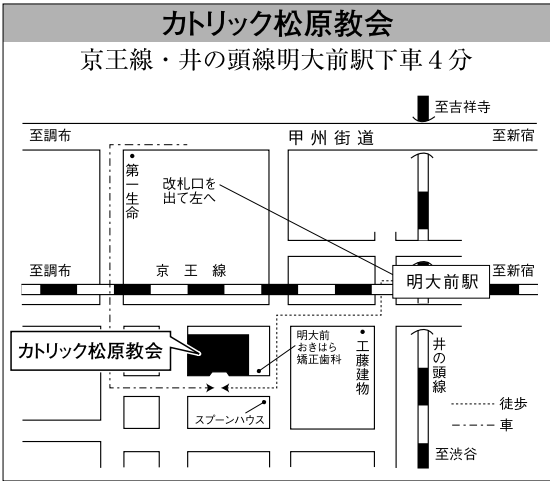 カトリック松原教会
京王線・井の頭線明大前駅下車4分
至吉祥寺
至調布
甲州街道
至新宿
第一生命
改札口を
出て左へ
至調布
京王線
明大前駅
至新宿
カトリック松原教会
明大前
おきはら
矯正歯科
工藤建物
井の頭線
スプーンハウス
徒歩
車
至渋谷